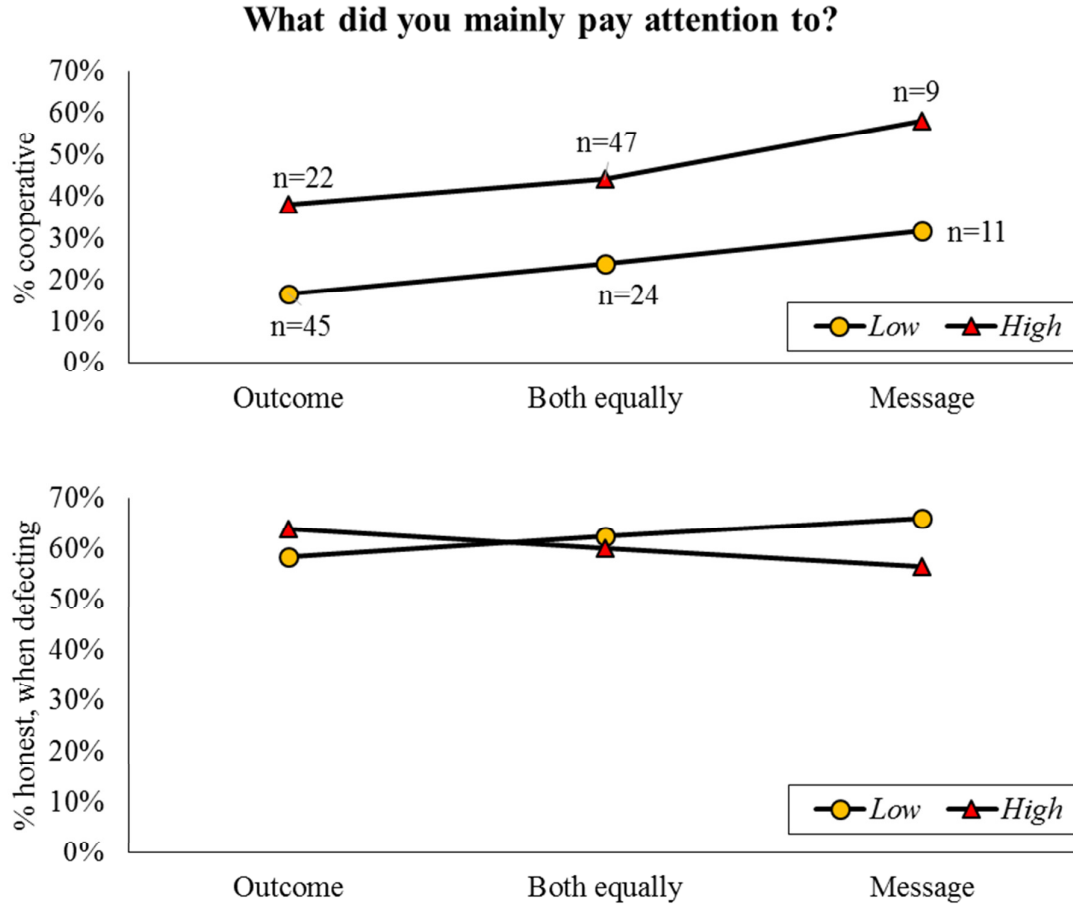 What did you mainly pay attention to?
% cooperative
70%
60%
50%
40%
30%
20%
10%
0%
n=22
n=47
n=9
n=45
n=24
n=11
Low High
Outcome Both equally Message
% honest, when defecting
70%
60%
50%
40%
30%
20%
10%
0%
Low High
Outcome Both equally Message